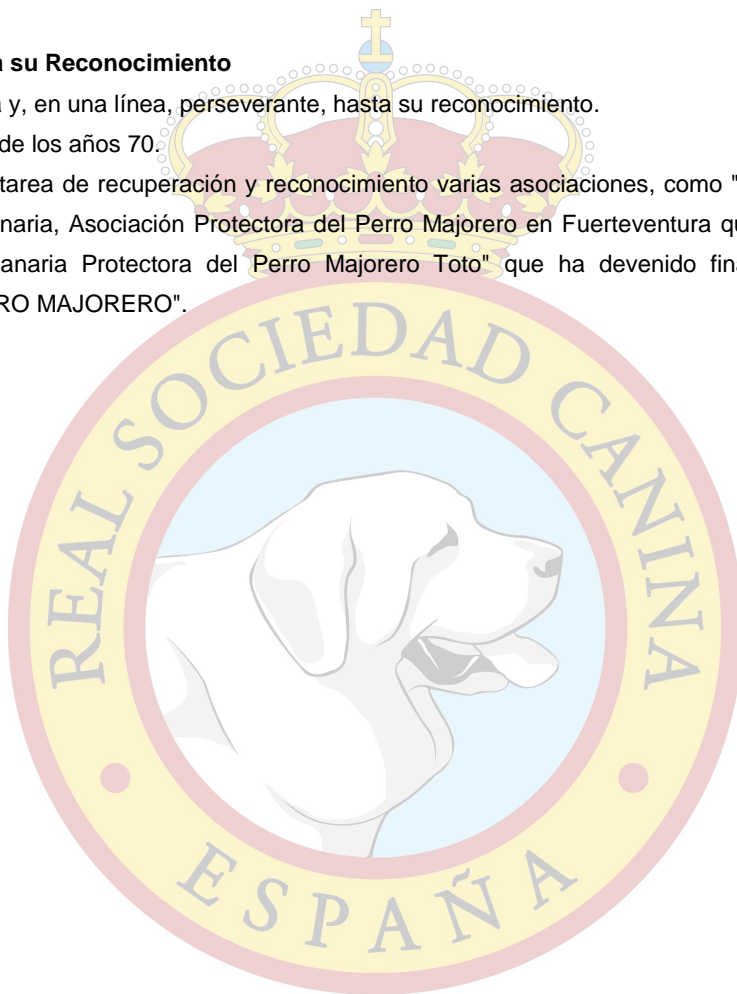 a su Reconocimiento
a y, en una línea, perseverante, hasta su reconocimiento.
de los años 70.
tarea de recuperación y reconocimiento varias asociaciones, como "
naria, Asociación Protectora del Perro Majorero en Fuerteventura qu
anaria Protectora del Perro Majorero Toto" que ha devenido fina
RO MAJORERO".
REAL SOCIEDAD CANINA
• ESPAÑA •